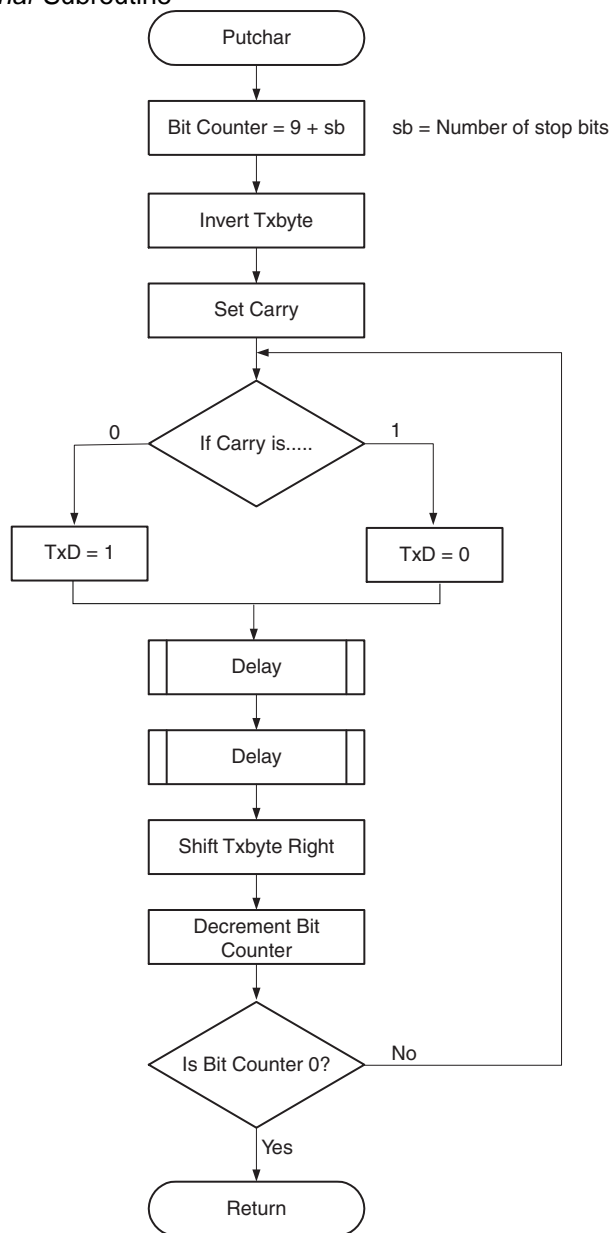 Subroutine
Putchar
Bit Counter = 9 + sb
sb = Number of stop bits
Invert Txbyte
Set Carry
If Carry is.....
0
1
TxD = 1
TxD = 0
Delay
Delay
Shift Txbyte Right
Decrement Bit
Counter
Is Bit Counter 0?
No
Yes
Return